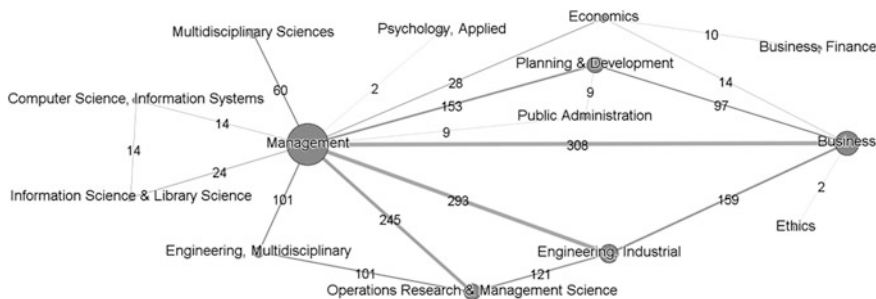 Economics
Psychology, Applied
Multidisciplinary Sciences
10
Business, Finance
Planning & Development
28
14
2
60
Computer Science, Information Systems
153
9
97
Public Administration
14
9
Management
308
Business
14
24
2
Information Science & Library Science
101
293
159
245
Ethics
Engineering, Multidisciplinary
Engineering, Industrial
101
121
Operations Research & Management Science